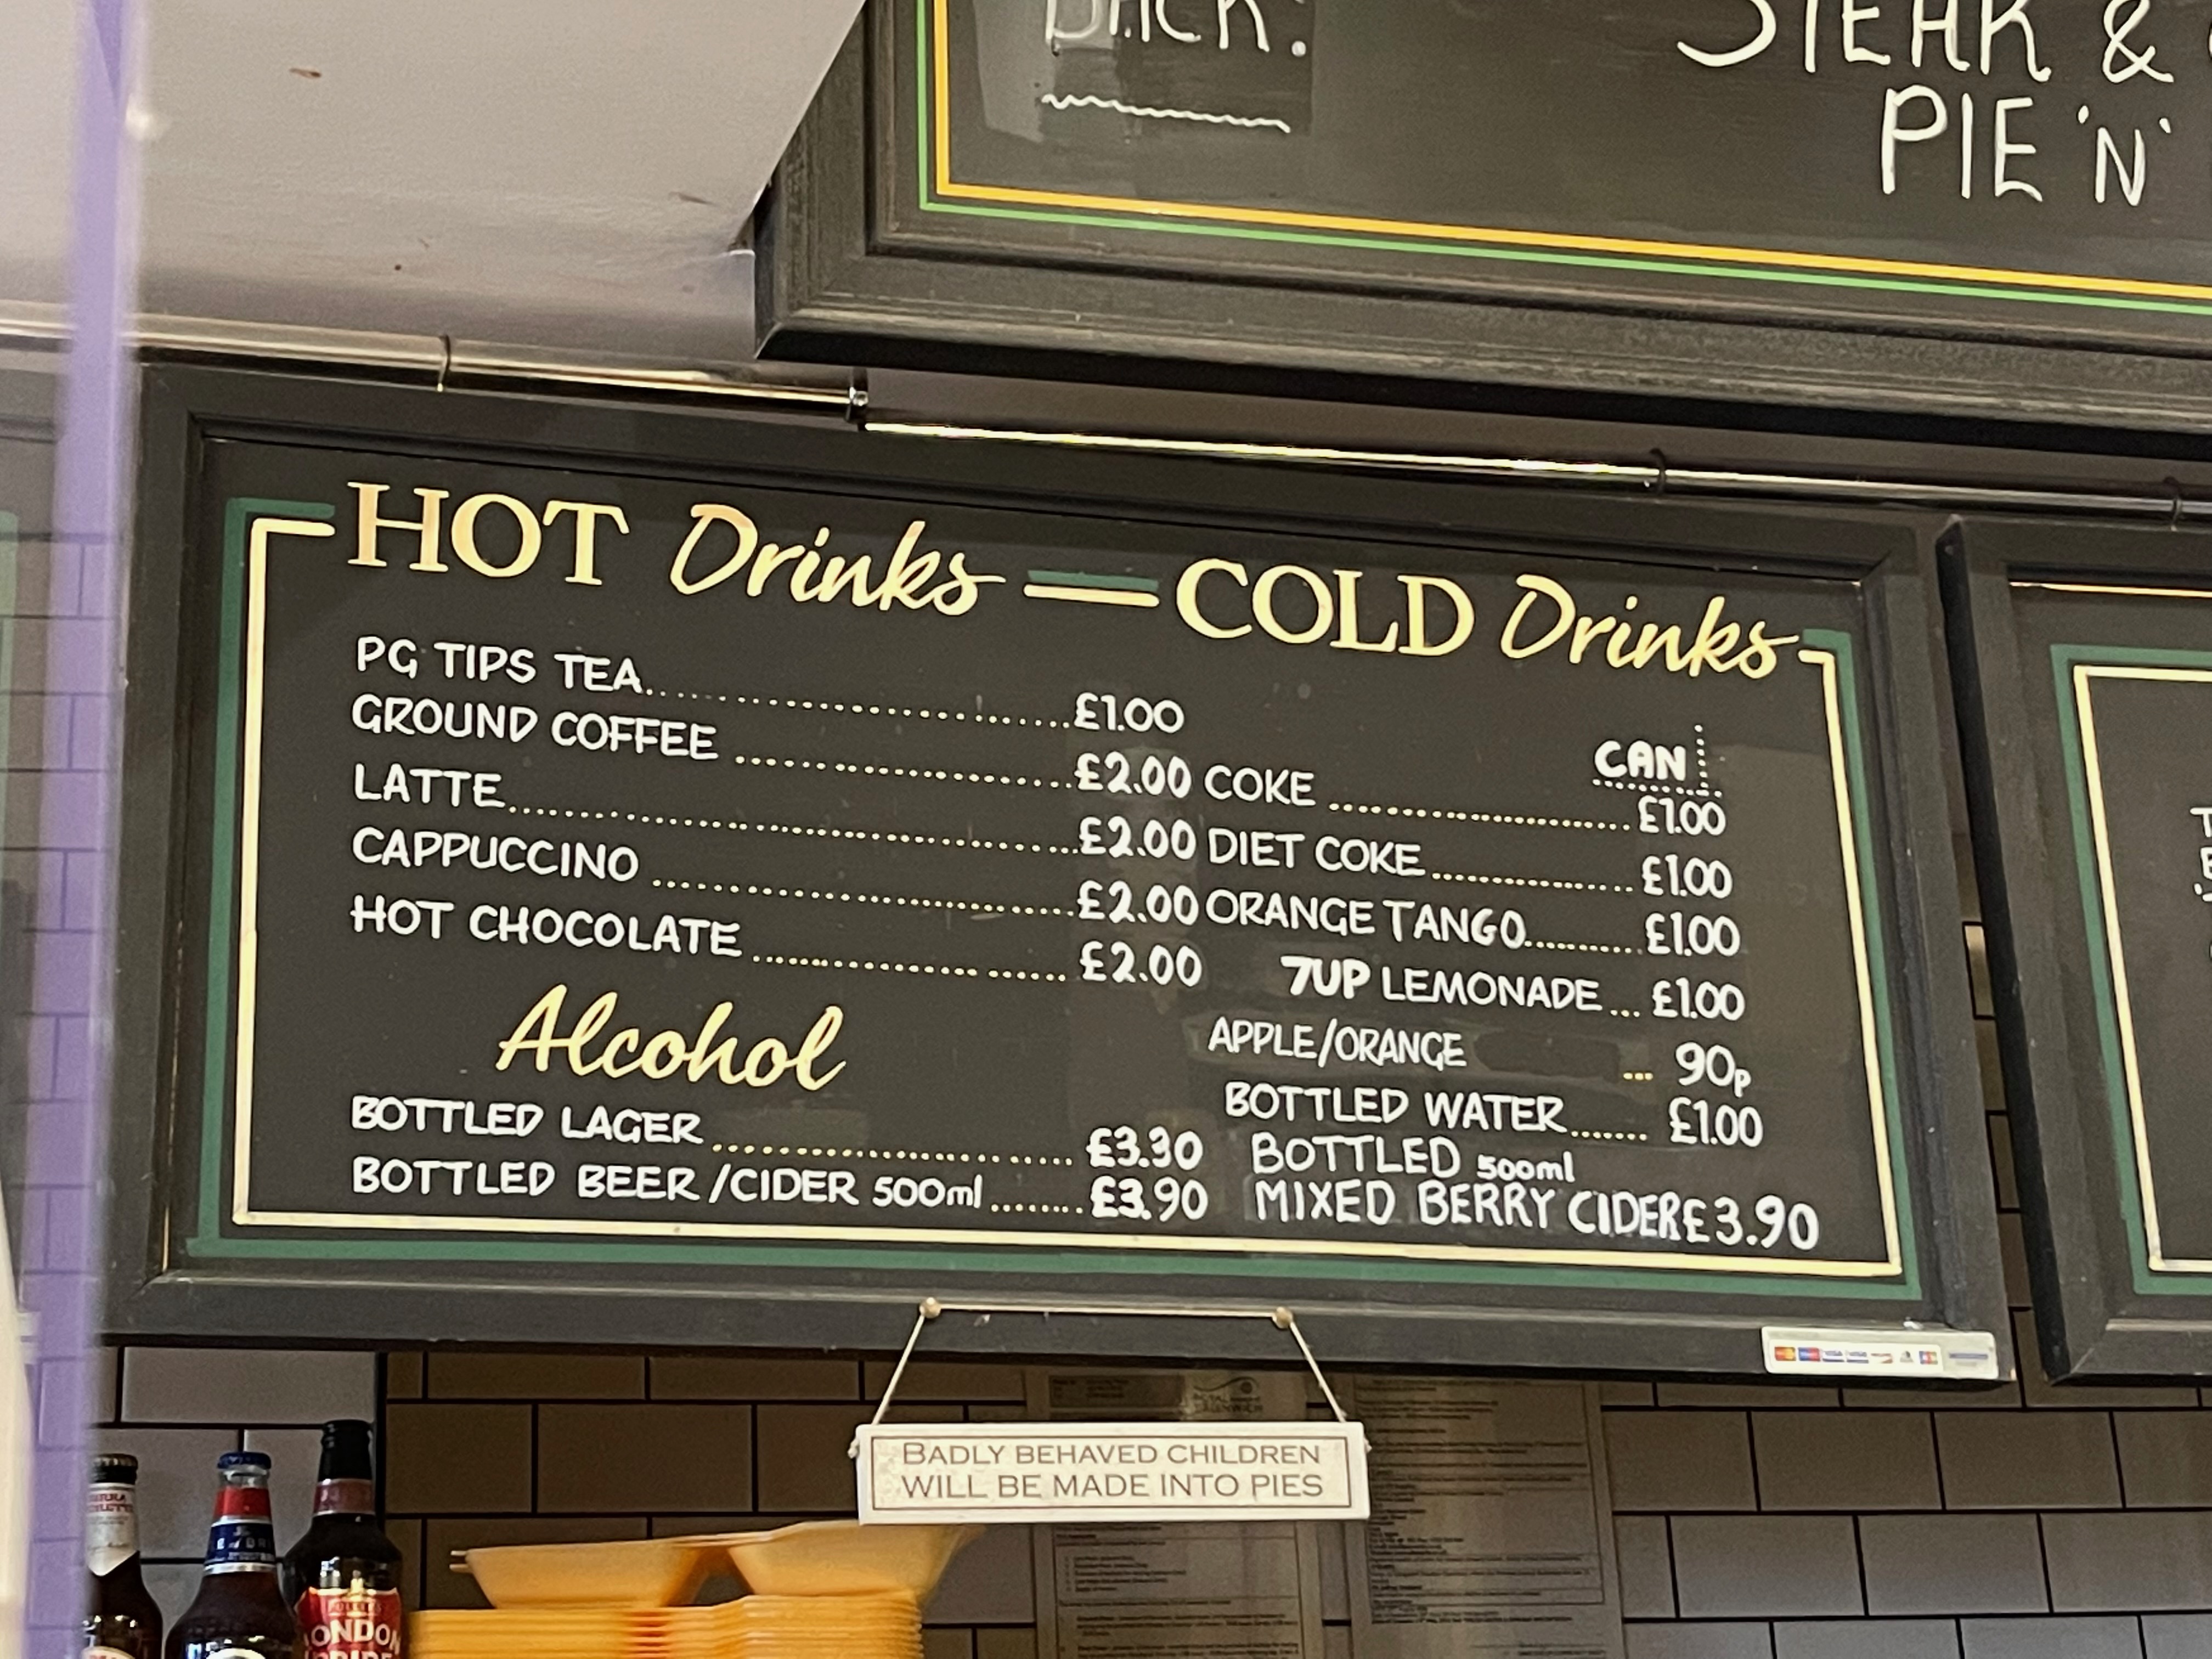 STEAK &
PIE 'N'
HOT Drinks — COLD Drinks
PG TIPS TEA.................................£1.00
GROUND COFFEE ..........................£2.00
LATTE............................................£2.00
CAPPUCCINO .................................£2.00
HOT CHOCOLATE ........................£2.00
Alcohol
BOTTLED LAGER ............................£3.30
BOTTLED BEER/CIDER 500ml........£3.90
CAN
COKE ..............................£1.00
DIET COKE.....................£1.00
ORANGE TANGO............£1.00
7UP LEMONADE ... £1.00
APPLE/ORANGE ... 90p
BOTTLED WATER....... £1.00
BOTTLED 500ml
MIXED BERRY CIDER £3.90
BADLY BEHAVED CHILDREN
WILL BE MADE INTO PIES
LONDON
PRIDE